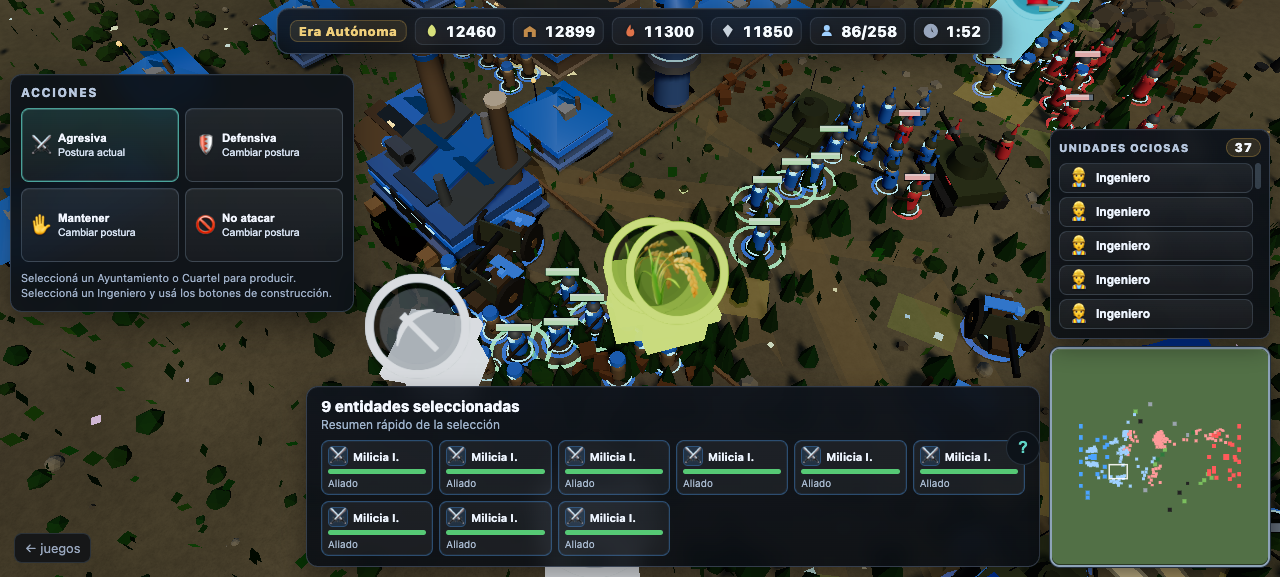 Era Autónoma
12460
12899
11300
11850
86/258
1:52
ACCIONES
Agresiva
Postura actual
Defensiva
Cambiar postura
Mantener
Cambiar postura
No atacar
Cambiar postura
Seleccioná un Ayuntamiento o Cuartel para producir.
Seleccioná un Ingeniero y usá los botones de construcción.
UNIDADES OCIOSAS
37
Ingeniero
Ingeniero
Ingeniero
Ingeniero
Ingeniero
9 entidades seleccionadas
Resumen rápido de la selección
?
Milicia I.
Aliado
Milicia I.
Aliado
Milicia I.
Aliado
Milicia I.
Aliado
Milicia I.
Aliado
Milicia I.
Aliado
Milicia I.
Aliado
Milicia I.
Aliado
Milicia I.
Aliado
← juegos